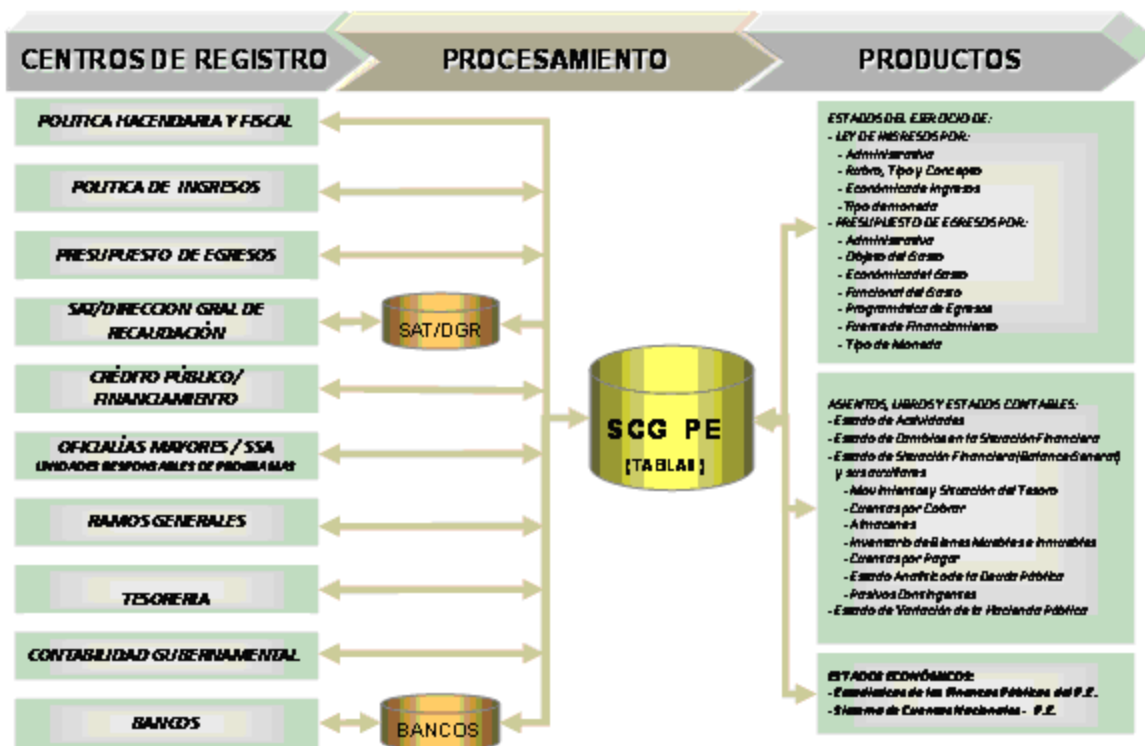 CENTROS DE REGISTRO
PROCESAMIENTO
PRODUCTOS
POLITICA HACENDARIA Y FISCAL
POLITICA DE INGRESOS
PRESUPUESTO DE EGRESOS
SAT/DIRECCION GRAL DE
RECAUDACIÓN
CRÉDITO PÚBLICO/
FINANCIAMIENTO
OFICIALÍAS MAYORES / SSA
UNIDADES RESPONSABLES DE PROGRAMAS
RAMOS GENERALES
TESORERIA
CONTABILIDAD GUBERNAMENTAL
BANCOS
SAT/DGR
BANCOS
SCG PE
ESTADOS DEL EJERCICIO DE:
- LEY DE INGRESOS POR:
- Administrativa
- Rubro, Tipo y Concepto
- Económica de Ingresos
- Tipo de moneda
- PRESUPUESTO DE EGRESOS POR:
- Administrativa
- Objeto del Gasto
- Económica del Gasto
- Funcional del Gasto
- Programática de Egresos
- Fuente de Financiamiento
- Tipo de Moneda
ASIENTOS, LIBROS Y ESTADOS CONTABLES:
- Estado de Actividades
- Estado de Cambios en la Situación Financiera
- Estado de Situación Financiera (Balance General)
y sus auxiliares
- Movimientos y Situación del Tesoro
- Cuentas por Cobrar
- Almacenes
- Inventario de Bienes Muebles e Inmuebles
- Cuentas por Pagar
- Estado Analítico de la Deuda Pública
- Pasivos Contingentes
- Estado de Variación de la Hacienda Pública
ESTADOS ECONÓMICOS:
- Estadísticas de las Finanzas Públicas del P.E.
- Sistema de Cuentas Nacionales - P.E.